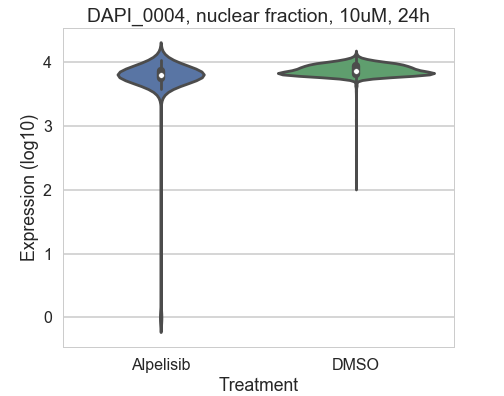 DAPI_0004, nuclear fraction, 10uM, 24h
4
3
2
1
0
Expression (log10)
Alpelisib DMSO
Treatment